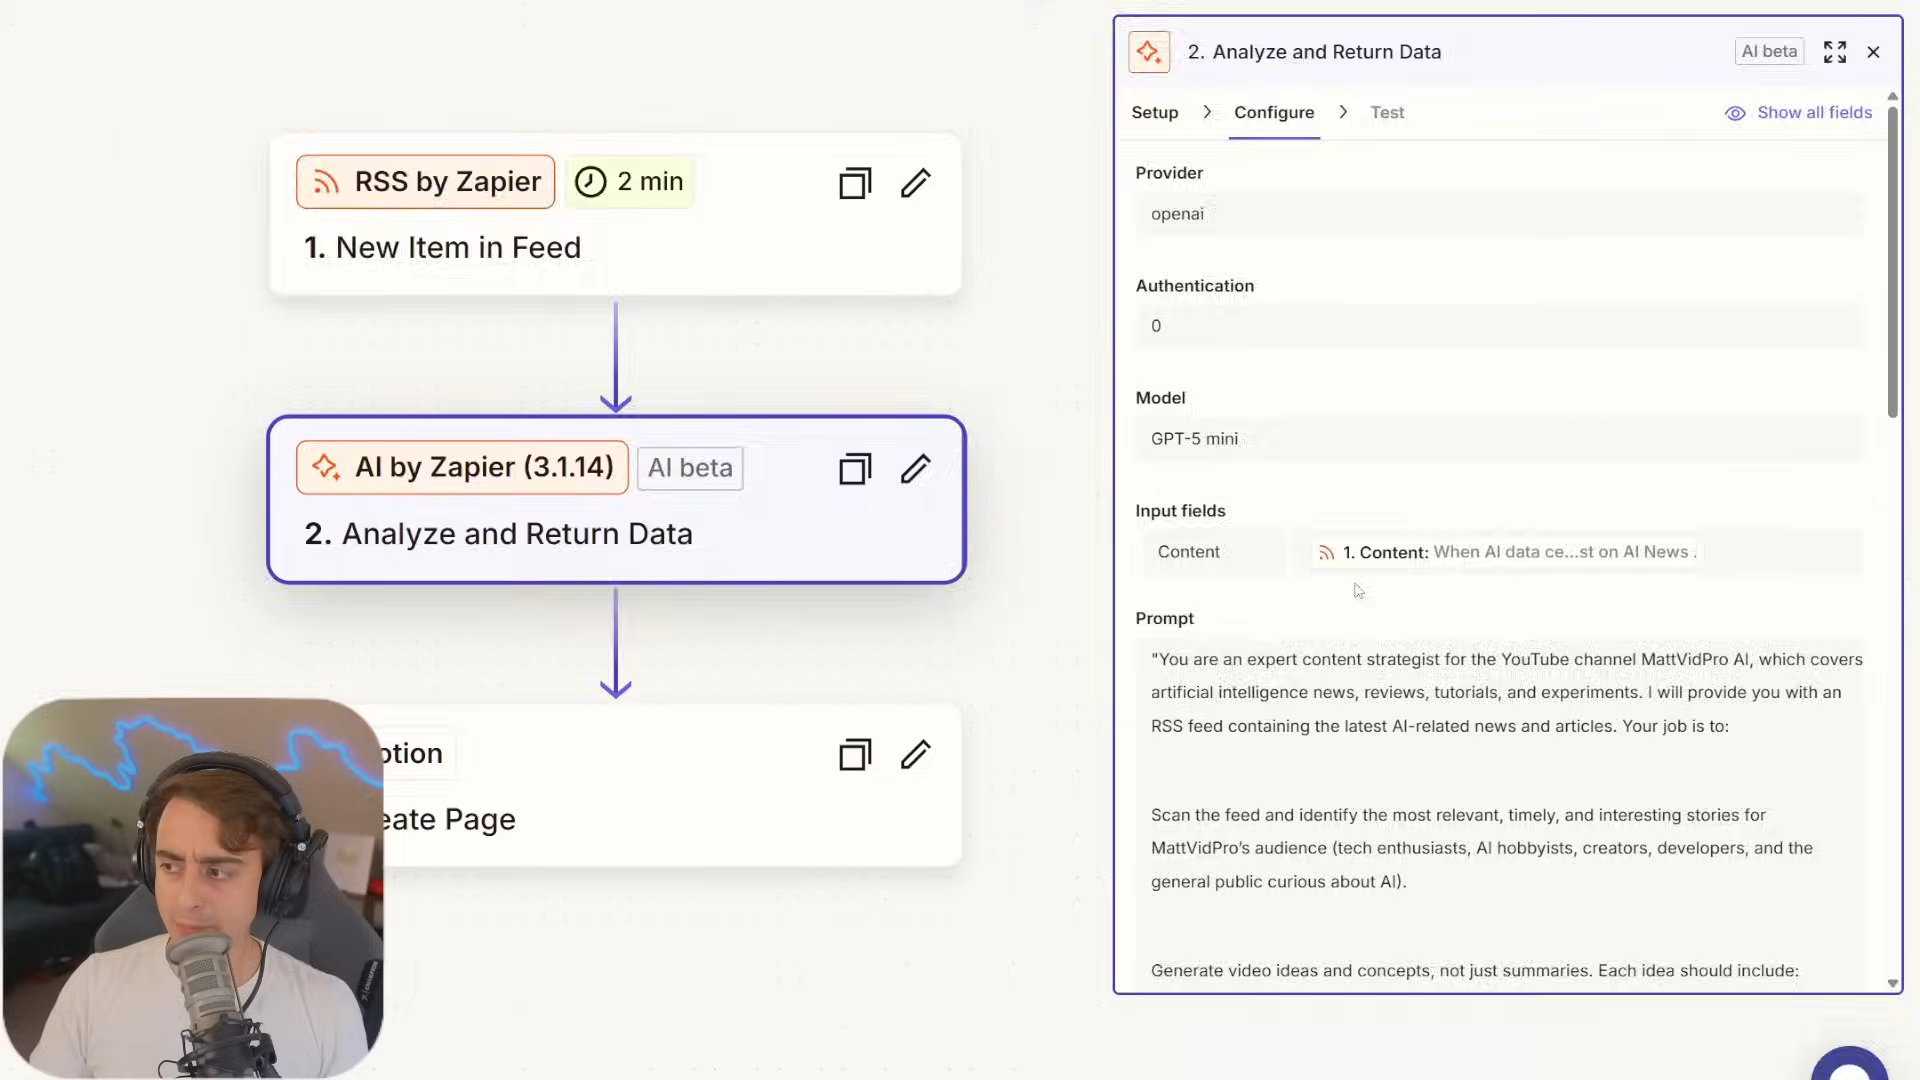 RSS by Zapier
2 min
1. New Item in Feed
AI by Zapier (3.1.14)
AI beta
2. Analyze and Return Data
otion
eate Page
2. Analyze and Return Data
AI beta
Setup
Configure
Test
Show all fields
Provider
openai
Authentication
0
Model
GPT-5 mini
Input fields
Content
1. Content: When AI data ce...st on AI News .
Prompt
"You are an expert content strategist for the YouTube channel MattVidPro AI, which covers
artificial intelligence news, reviews, tutorials, and experiments. I will provide you with an
RSS feed containing the latest AI-related news and articles. Your job is to:
Scan the feed and identify the most relevant, timely, and interesting stories for
MattVidPro's audience (tech enthusiasts, AI hobbyists, creators, developers, and the
general public curious about AI).
Generate video ideas and concepts, not just summaries. Each idea should include: